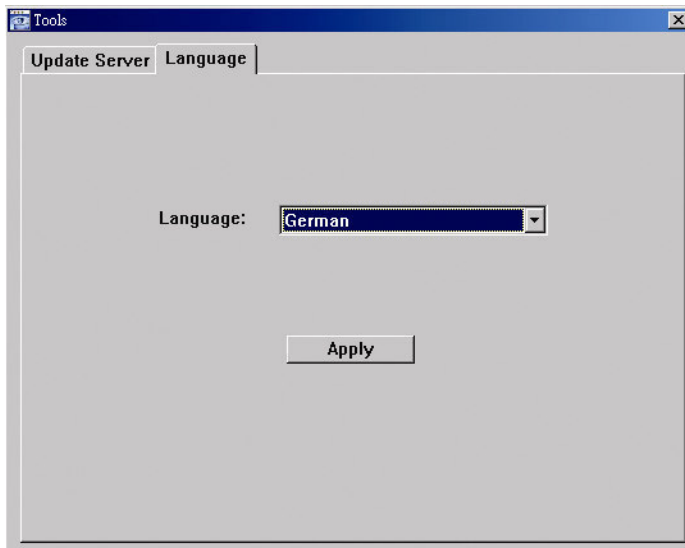 Tools
Update Server
Language
Language:
German
Apply